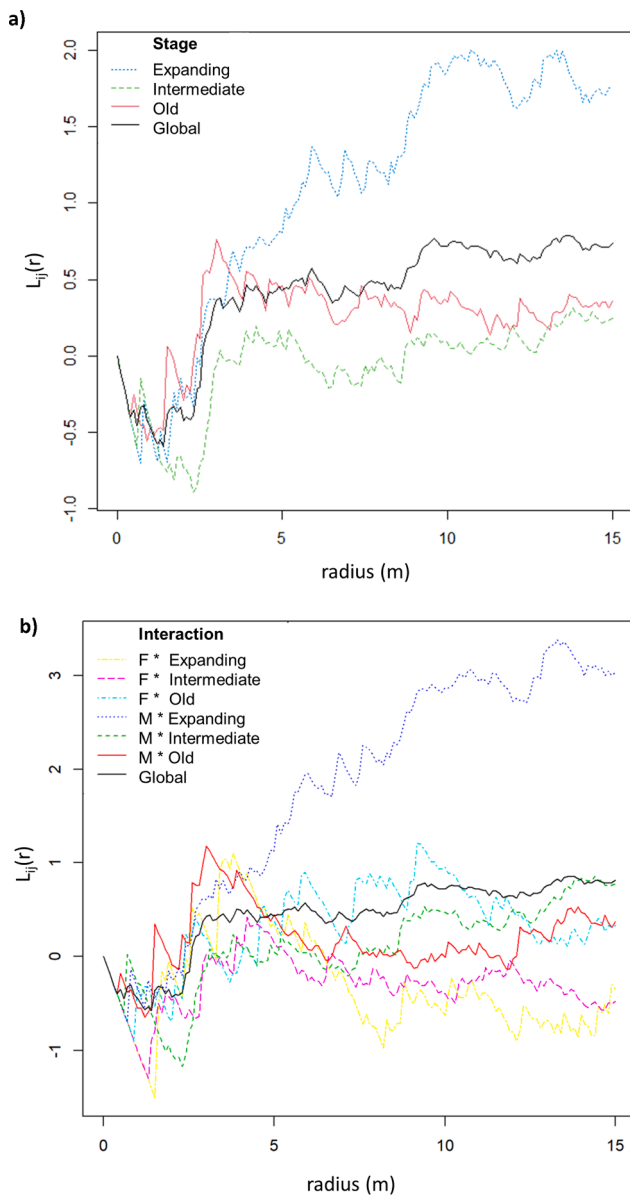 a)
Stage
Expanding
Intermediate
Old
Global
2.0
1.5
1.0
0.5
0.0
-0.5
-1.0
Lij(r)
0
5
10
15
radius (m)
b)
Interaction
F * Expanding
F * Intermediate
F * Old
M * Expanding
M * Intermediate
M * Old
Global
3
2
1
0
-1
Lij(r)
0
5
10
15
radius (m)